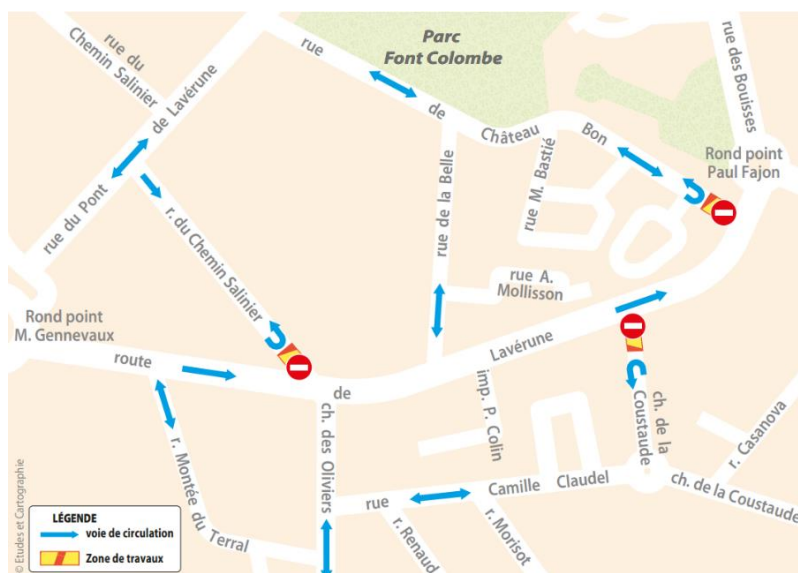 Parc
Font Colombe
rue du
Chemin Salinier
rue
de
Château
Bon
rue des Bouisses
Rond point
Paul Fajon
rue du Pont
de Lavérune
r. du Chemin Salinier
rue de la Belle
rue M. Bastié
rue A.
Mollisson
Rond point
M. Gennevaux
route
de
Lavérune
imp. P. Colin
ch. de la
Coustaude
r. Casanova
r. Montée
du Terral
ch. des Oliviers
rue
Camille
Claudel
ch. de la Coustaude
r. Renaud
r. Morisot
LÉGENDE
voie de circulation
Zone de travaux
© Etudes et Cartographie